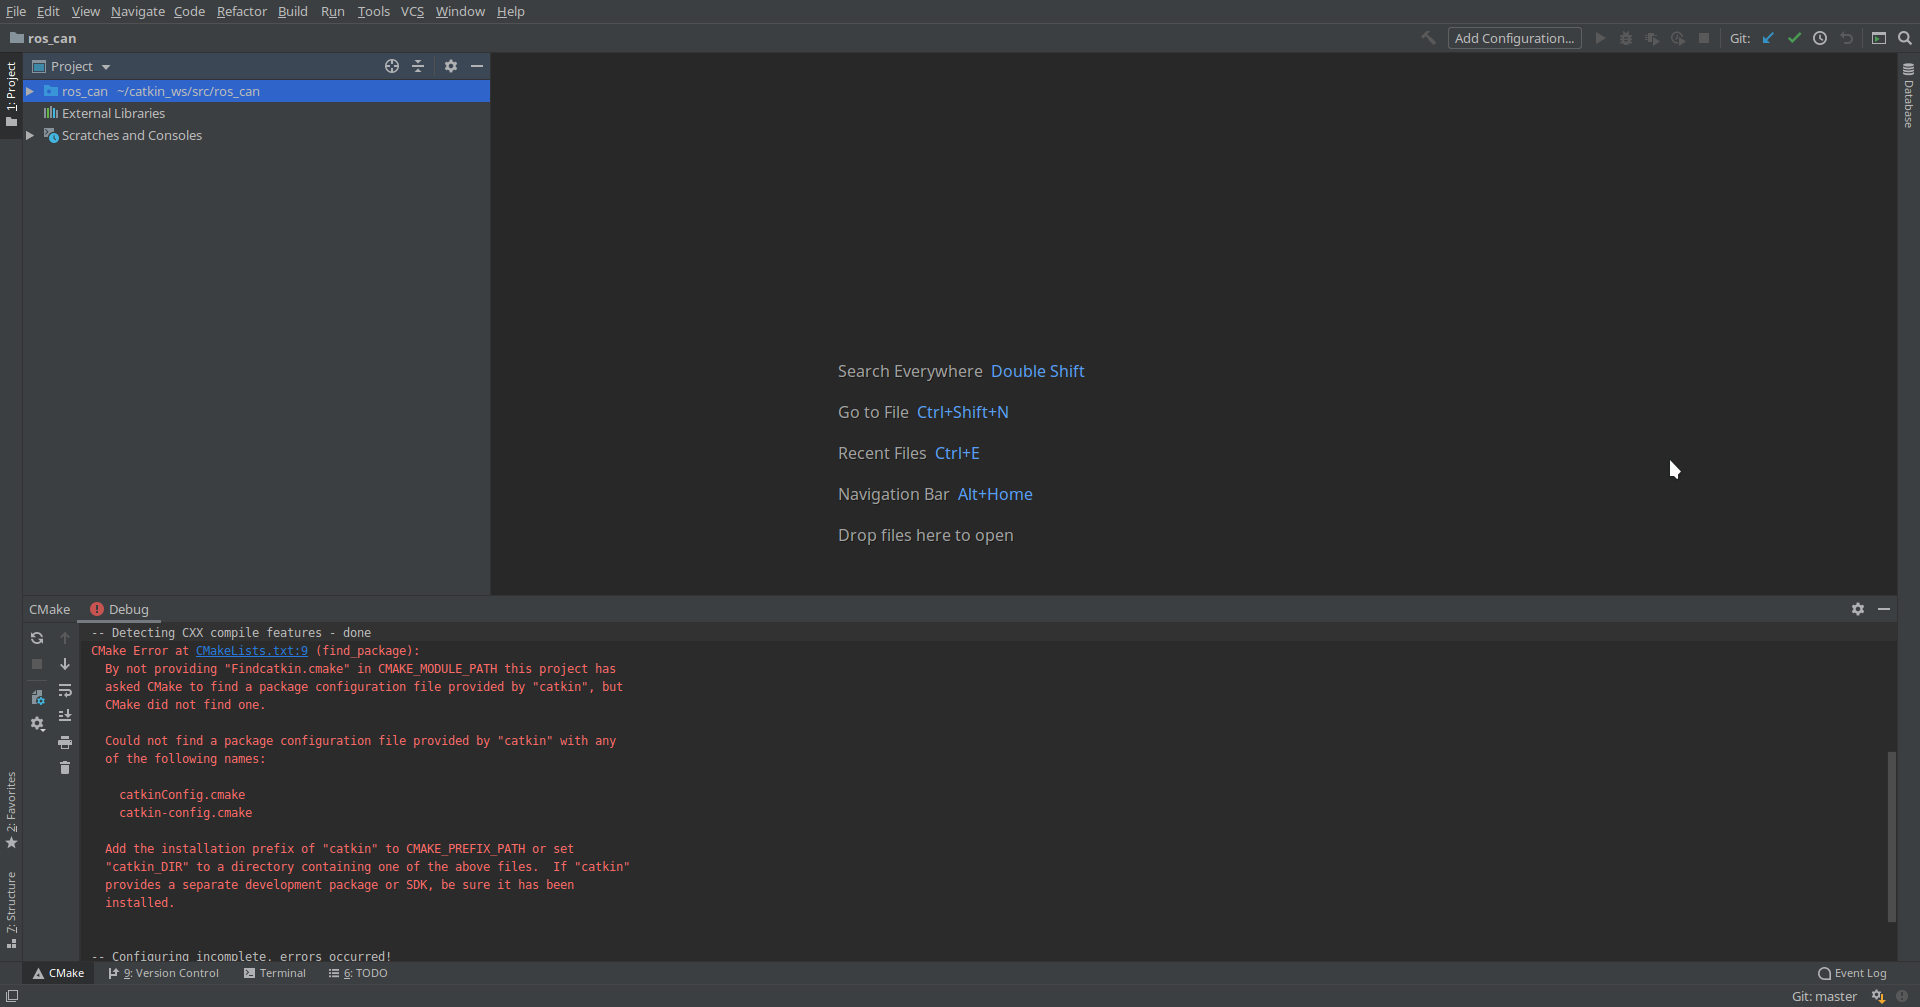 File Edit View Navigate Code Refactor Build Run Tools VCS Window Help
ros_can
Add Configuration...
Git:
1: Project
Project
ros_can ~/catkin_ws/src/ros_can
External Libraries
Scratches and Consoles
Database
Search Everywhere Double Shift
Go to File Ctrl+Shift+N
Recent Files Ctrl+E
Navigation Bar Alt+Home
Drop files here to open
CMake Debug
-- Detecting CXX compile features - done
CMake Error at CMakeLists.txt:9 (find_package):
By not providing "Findcatkin.cmake" in CMAKE_MODULE_PATH this project has
asked CMake to find a package configuration file provided by "catkin", but
CMake did not find one.
Could not find a package configuration file provided by "catkin" with any
of the following names:
catkinConfig.cmake
catkin-config.cmake
Add the installation prefix of "catkin" to CMAKE_PREFIX_PATH or set
"catkin_DIR" to a directory containing one of the above files.  If "catkin"
provides a separate development package or SDK, be sure it has been
installed.
-- Configuring incomplete, errors occurred!
2: Favorites
7: Structure
CMake 9: Version Control Terminal 6: TODO Event Log
Git: master